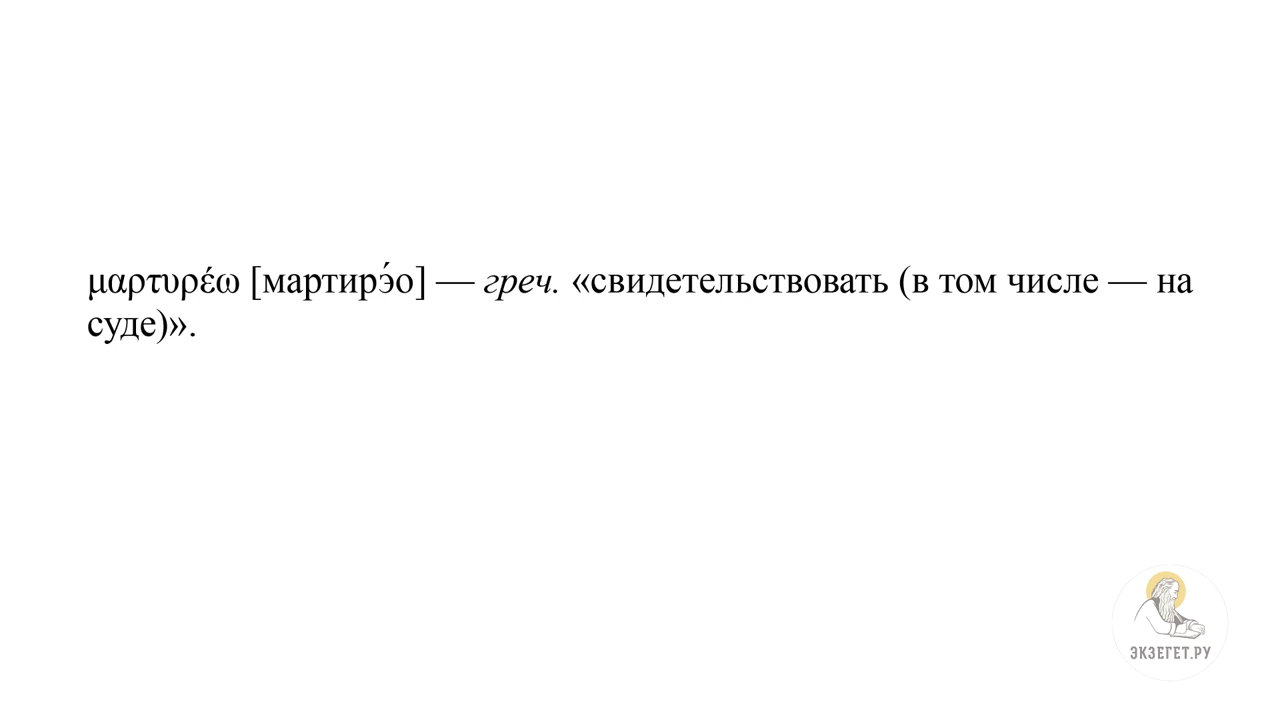 μαρτυρέω [мартирэ́о] — греч. «свидетельствовать (в том числе — на
суде)».
ЭКЗЕГЕТ.РУ